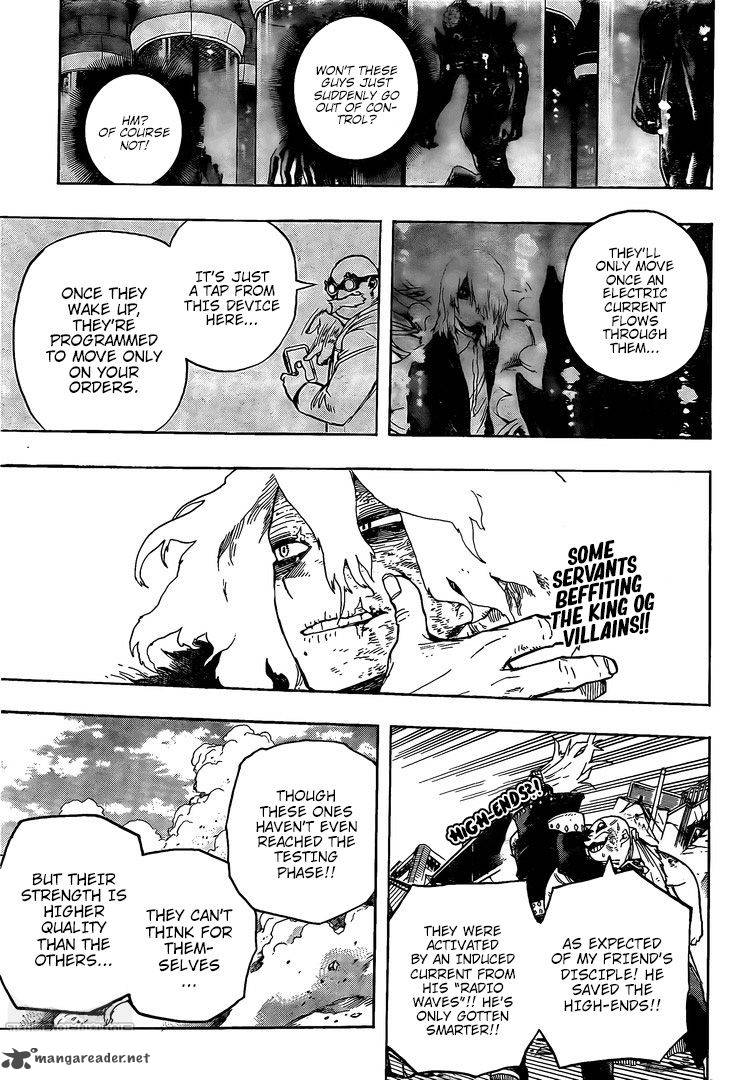 WON'T THESE
GUYS JUST
SUDDENLY GO
OUT OF CON-
TROL?
HM?
OF COURSE
NOT!
THEY'LL
ONLY MOVE
ONCE AN
ELECTRIC
CURRENT
FLOWS
THROUGH
THEM...
IT'S JUST
A TAP FROM
THIS DEVICE
HERE...
ONCE THEY
WAKE UP,
THEY'RE
PROGRAMMED
TO MOVE ONLY
ON YOUR
ORDERS.
SOME
SERVANTS
BEFFITING
THE KING OG
VILLAINS!!
HIGH-ENDS?!
AS EXPECTED
OF MY FRIEND'S
DISCIPLE! HE
SAVED THE
HIGH-ENDS!!
THEY WERE
ACTIVATED
BY AN INDUCED
CURRENT FROM
HIS "RADIO
WAVES"!! HE'S
ONLY GOTTEN
SMARTER!!
THOUGH
THESE ONES
HAVEN'T EVEN
REACHED THE
TESTING
PHASE!!
THEY CAN'T
THINK FOR
THEM-
SELVES
...
BUT THEIR
STRENGTH IS
HIGHER
QUALITY
THAN THE
OTHERS...
mangareader.net